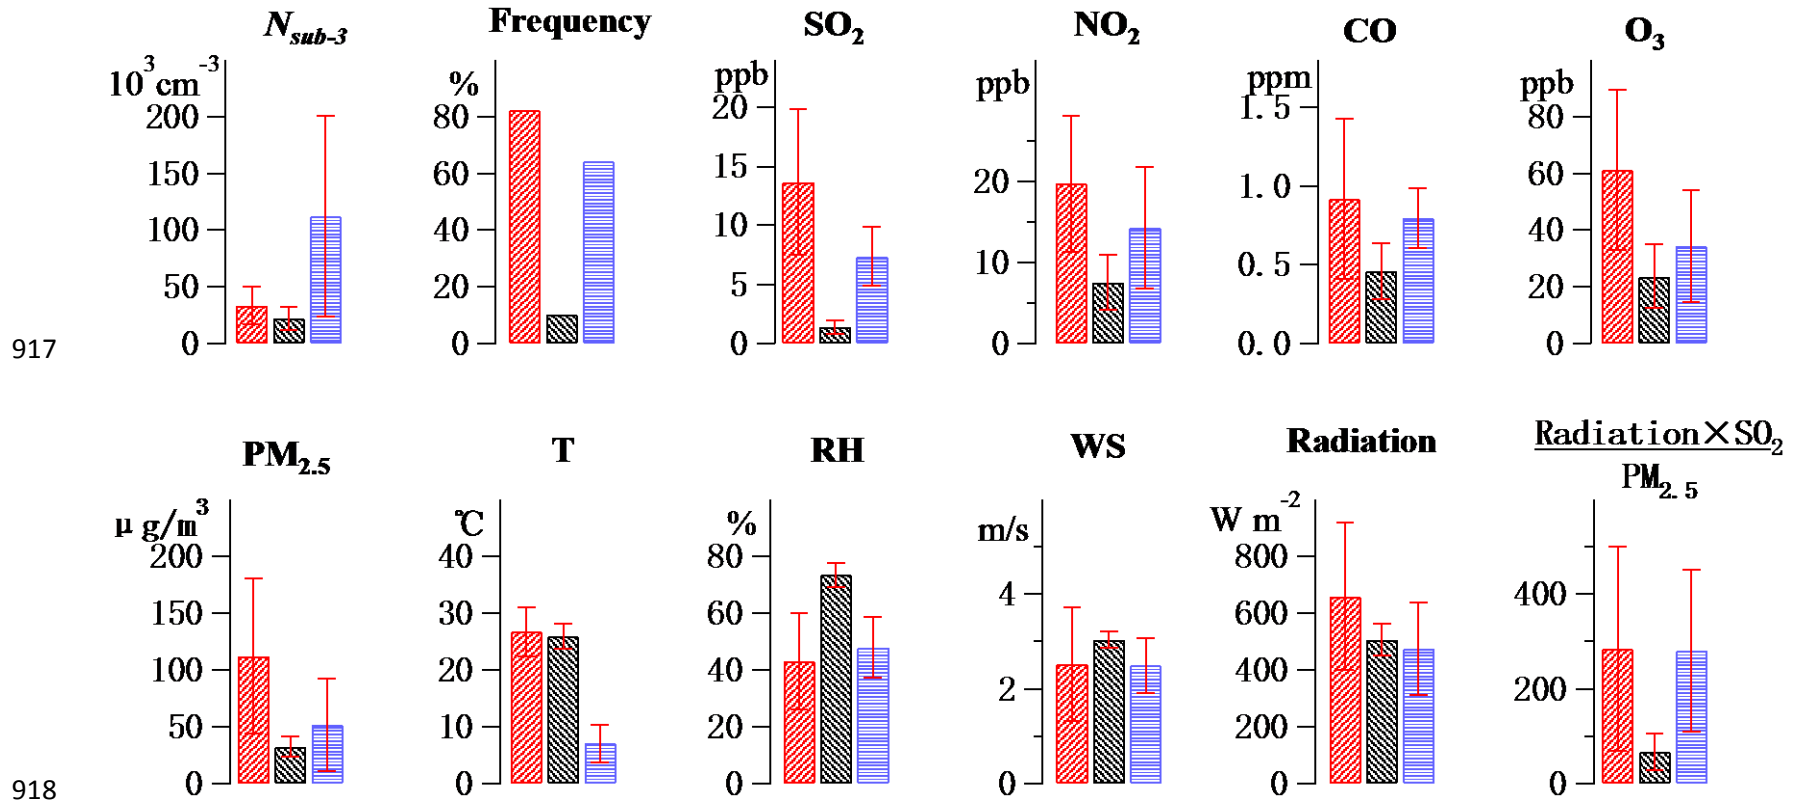 N_sub-3 Frequency SO₂ NO₂ CO O₃
10³cm⁻³ % ppb ppb ppm ppb
200 80 20 20 1.5 80
150 60 15 10 1.0 60
100 40 10 0 0.5 40
50 20 5 0.0 20
0 0 0 0
917
PM₂.₅ T RH WS Radiation Radiation×SO₂
PM₂.₅
μg/m³ ℃ % m/s W m⁻²
200 40 80 4 800 400
150 30 60 2 600 200
100 20 40 0 400 0
50 10 20 200
0 0 0 0
918